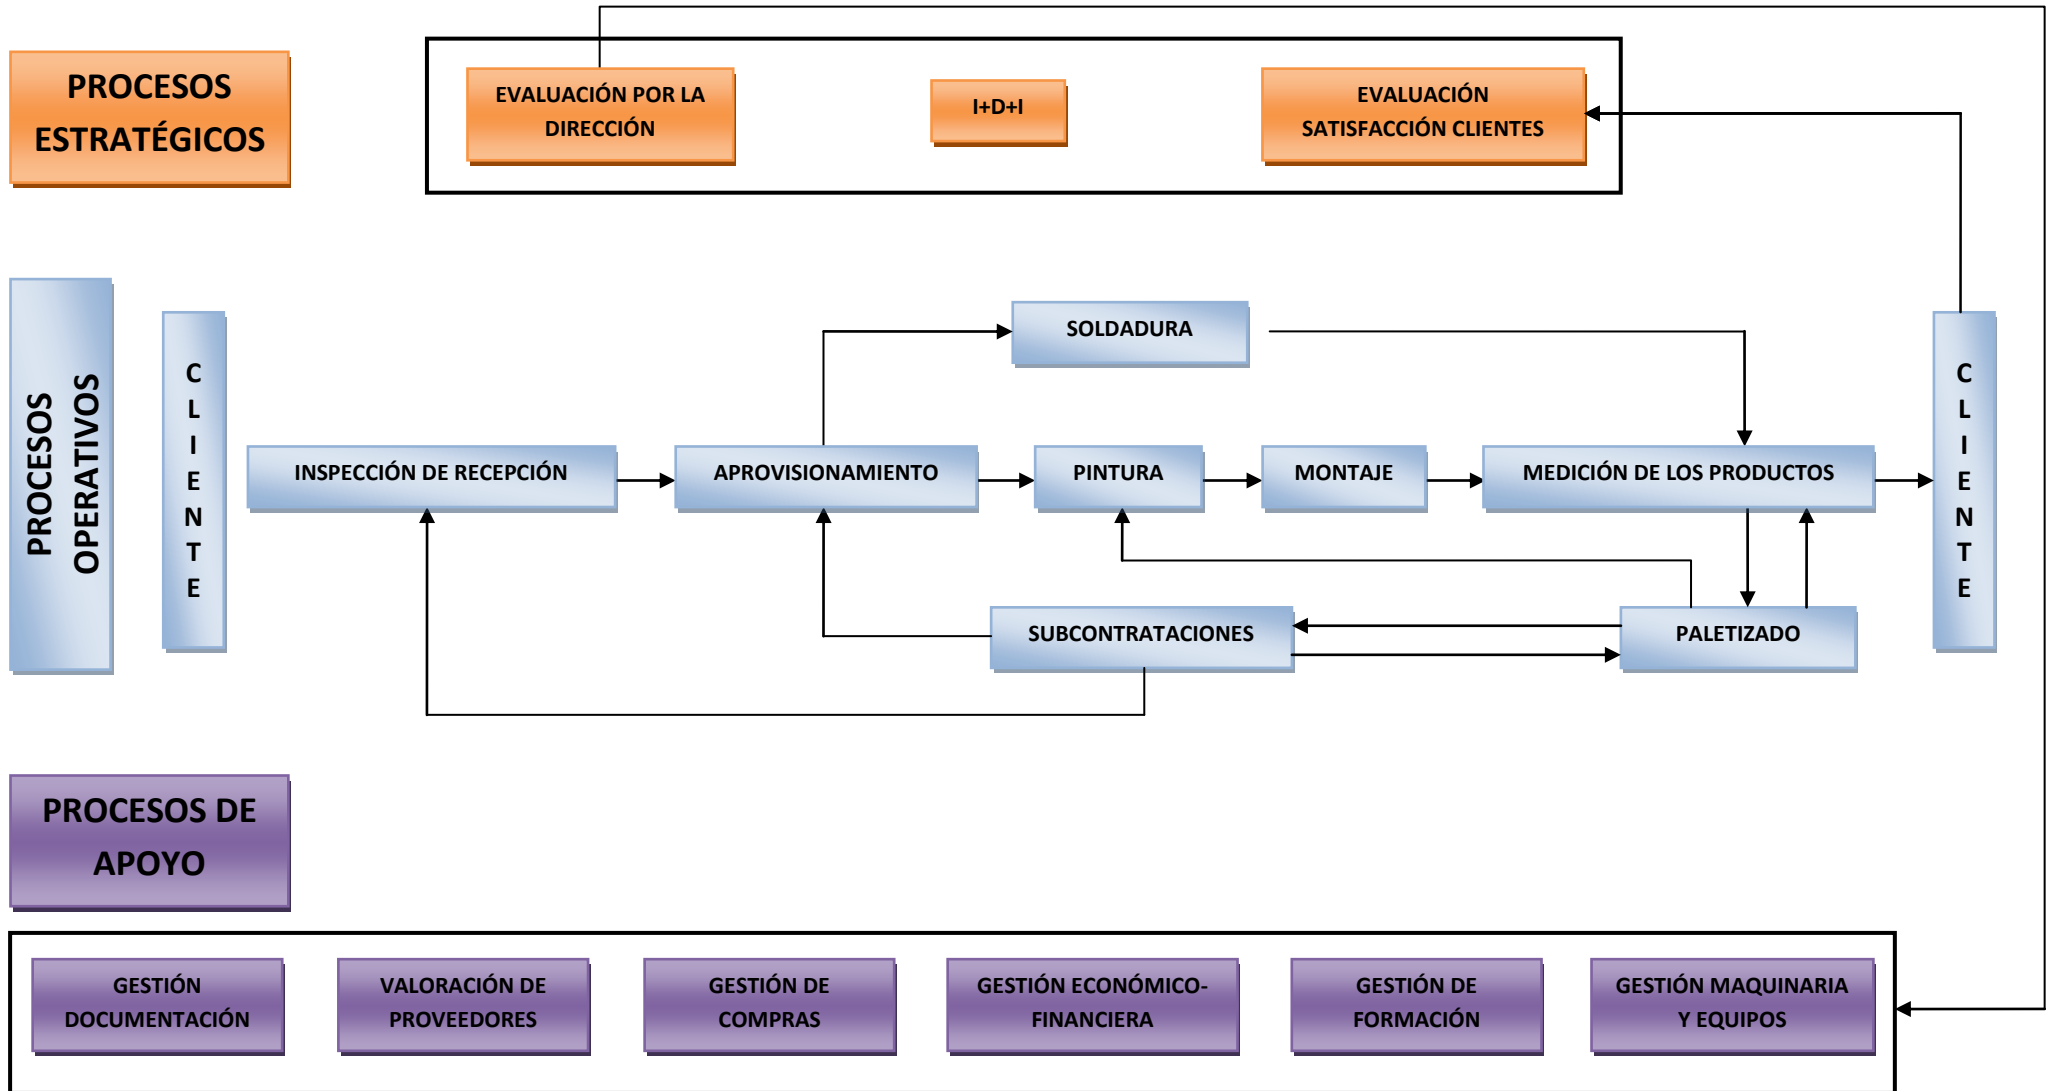 PROCESOS
ESTRATÉGICOS
EVALUACIÓN POR LA
DIRECCIÓN
I+D+I
EVALUACIÓN
SATISFACCIÓN CLIENTES
PROCESOS
OPERATIVOS
CLIENTE
SOLDADURA
INSPECCIÓN DE RECEPCIÓN
APROVISIONAMIENTO
PINTURA
MONTAJE
MEDICIÓN DE LOS PRODUCTOS
CLIENTE
SUBCONTRATACIONES
PALETIZADO
PROCESOS DE
APOYO
GESTIÓN
DOCUMENTACIÓN
VALORACIÓN DE
PROVEEDORES
GESTIÓN DE
COMPRAS
GESTIÓN ECONÓMICO-
FINANCIERA
GESTIÓN DE
FORMACIÓN
GESTIÓN MAQUINARIA
Y EQUIPOS